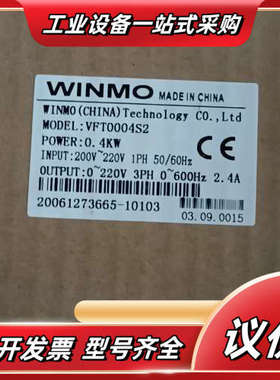 工业设备一站式采购
WINMO MADE IN CHINA
WINMO(CHINA)Technology CO.,Ltd
MODEL:VFT0004S2
POWER:0.4KW
INPUT:200V~220V 1PH 50/60Hz
CE
OUTPUT:0~220V 3PH 0~600Hz 2.4A
20061273665-10103
03.09.0015
可开发票 型号齐全
议价